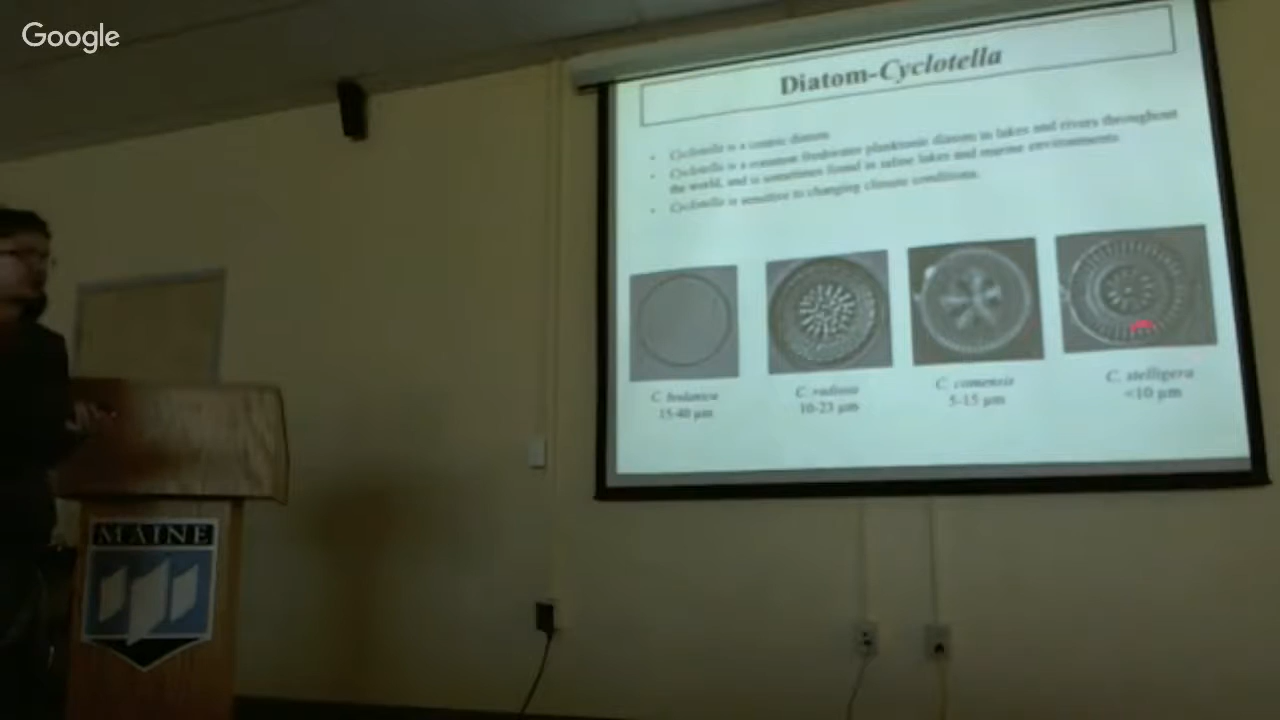 Google
Diatom-Cyclotella
• Cyclotella is a centric diatom
• Cyclotella is a common freshwater planktonic diatom in lakes and rivers throughout
the world, and is sometimes found in saline lakes and marine environments.
• Cyclotella is sensitive to changing climate conditions.
C. bodanica
15-40 µm
C. radiosa
10-23 µm
C. comensis
5-15 µm
C. stelligera
<10 µm
MAINE